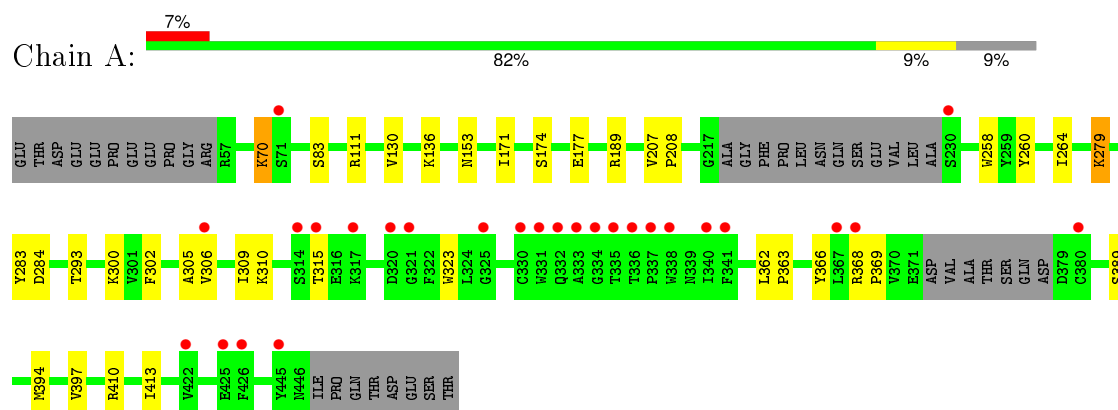 7%
Chain A:
82% 9% 9%
GLU THR ASP GLU GLU PRO GLU GLU PRO GLY ARG R57 K70 S71 S83 R111 V130 K136 N153 I171 S174 E177 R189 V207 P208 G217 ALA GLY PHE PRO LEU ASN GLN SER GLU VAL LEU ALA S230 W258 Y259 Y260 I264 K279
Y283 D284 T293 K300 V301 F302 A305 V306 I309 K310 S314 T315 E316 K317 D320 G321 F322 W323 L324 G325 C330 W331 Q332 A333 G334 T335 T336 P337 W338 N339 I340 F341 L362 P363 Y366 L367 R368 P369 V370 E371 ASP VAL ALA THR SER GLN ASP D379 C380
M394 V397 R410 I413 V422 E425 F426 Y445 N446 ILE PRO GLN THR ASP GLU SER THR